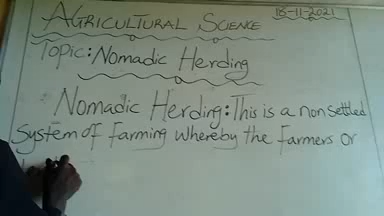 AGRICULTURAL SCIENCE
16-11-2021
Topic: Nomadic Herding
Nomadic Herding: This is a non settled
System of Farming whereby the farmers or